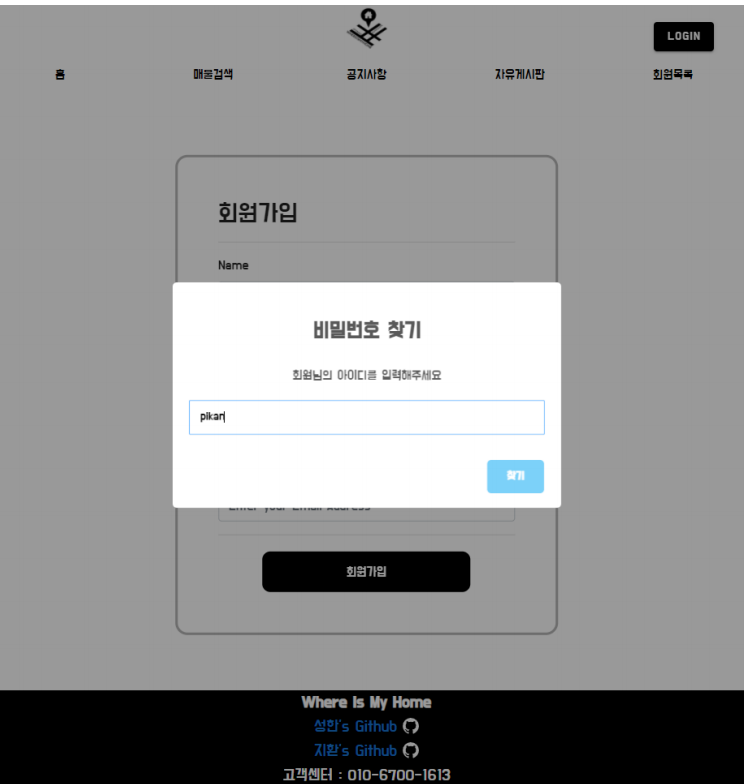 LOGIN
홈 매물검색 공지사항 자유게시판 회원목록
회원가입
Name
비밀번호 찾기
회원님의 아이디를 입력해주세요
pikan
찾기
Enter your Email Address
회원가입
Where Is My Home
성한's Github
지환's Github
고객센터 : 010-6700-1613